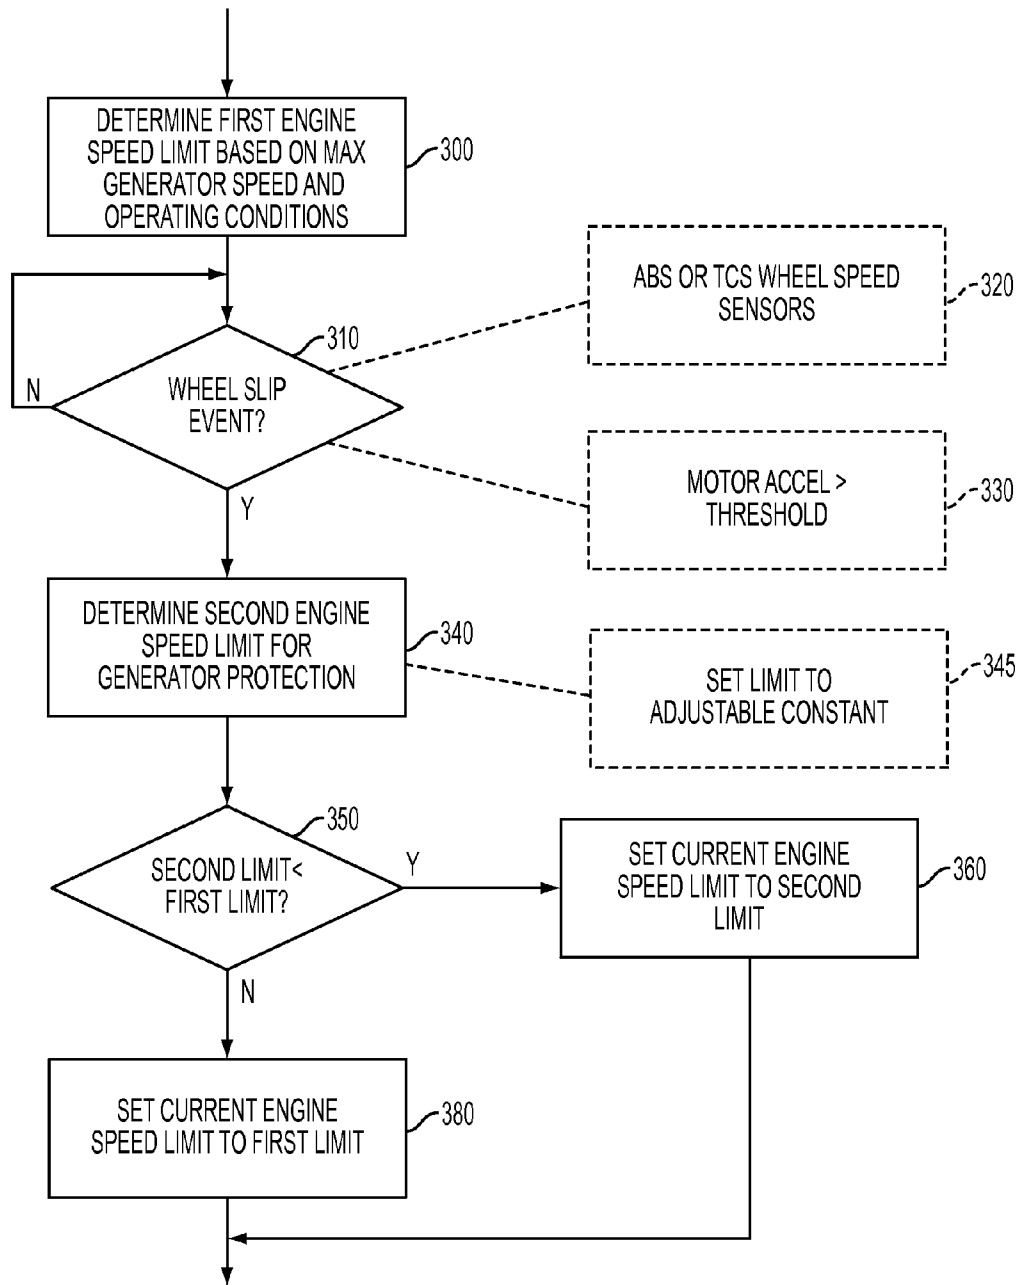 DETERMINE FIRST ENGINE
SPEED LIMIT BASED ON MAX
GENERATOR SPEED AND
OPERATING CONDITIONS
300
ABS OR TCS WHEEL SPEED
SENSORS
320
310
WHEEL SLIP
EVENT?
N
Y
MOTOR ACCEL >
THRESHOLD
330
DETERMINE SECOND ENGINE
SPEED LIMIT FOR
GENERATOR PROTECTION
340
SET LIMIT TO
ADJUSTABLE CONSTANT
345
350
SECOND LIMIT<
FIRST LIMIT?
Y
N
SET CURRENT ENGINE
SPEED LIMIT TO SECOND
LIMIT
360
SET CURRENT ENGINE
SPEED LIMIT TO FIRST LIMIT
380